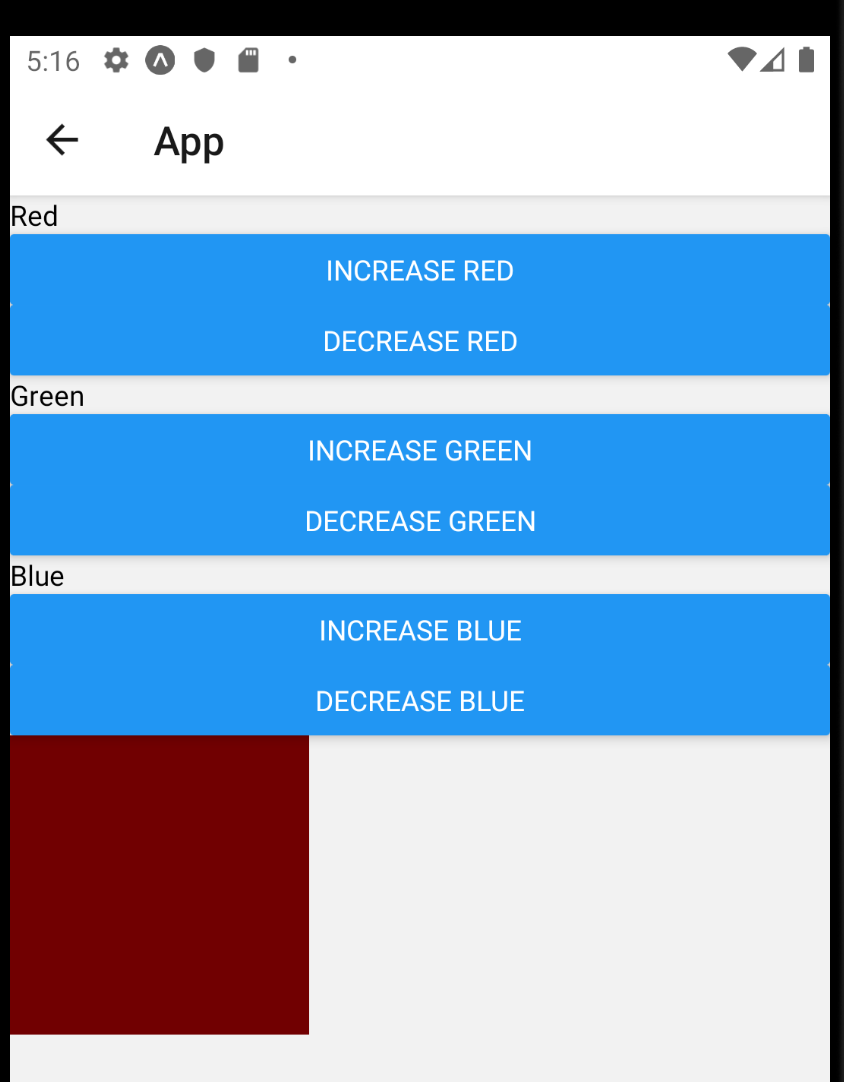 5:16
App
Red
INCREASE RED
DECREASE RED
Green
INCREASE GREEN
DECREASE GREEN
Blue
INCREASE BLUE
DECREASE BLUE